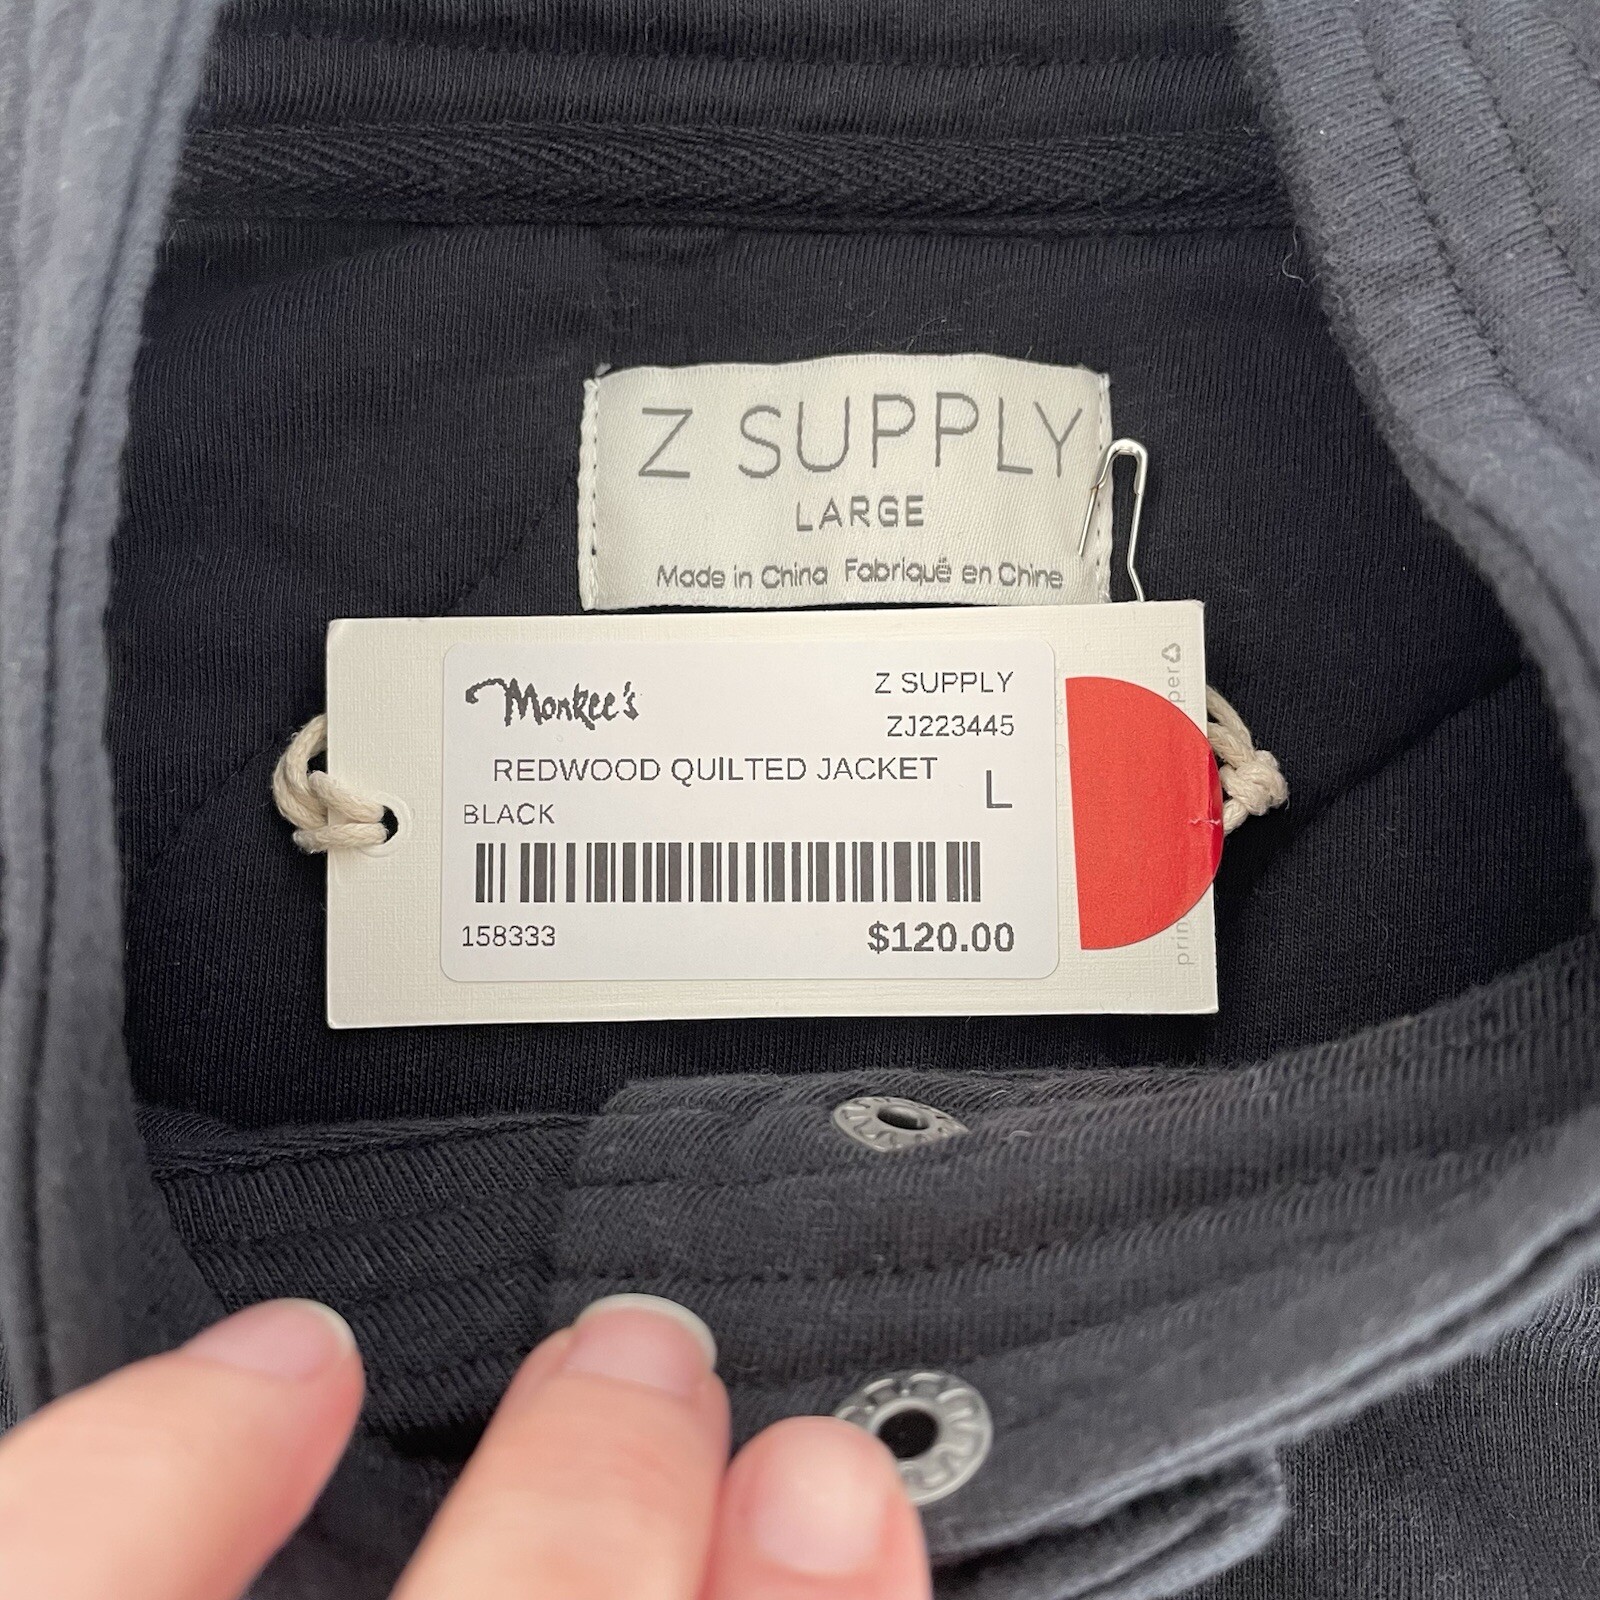 Z SUPPLY
LARGE
Made in China Fabriqué en Chine
Monkee's
Z SUPPLY
ZJ223445
REDWOOD QUILTED JACKET
L
BLACK
158333
$120.00